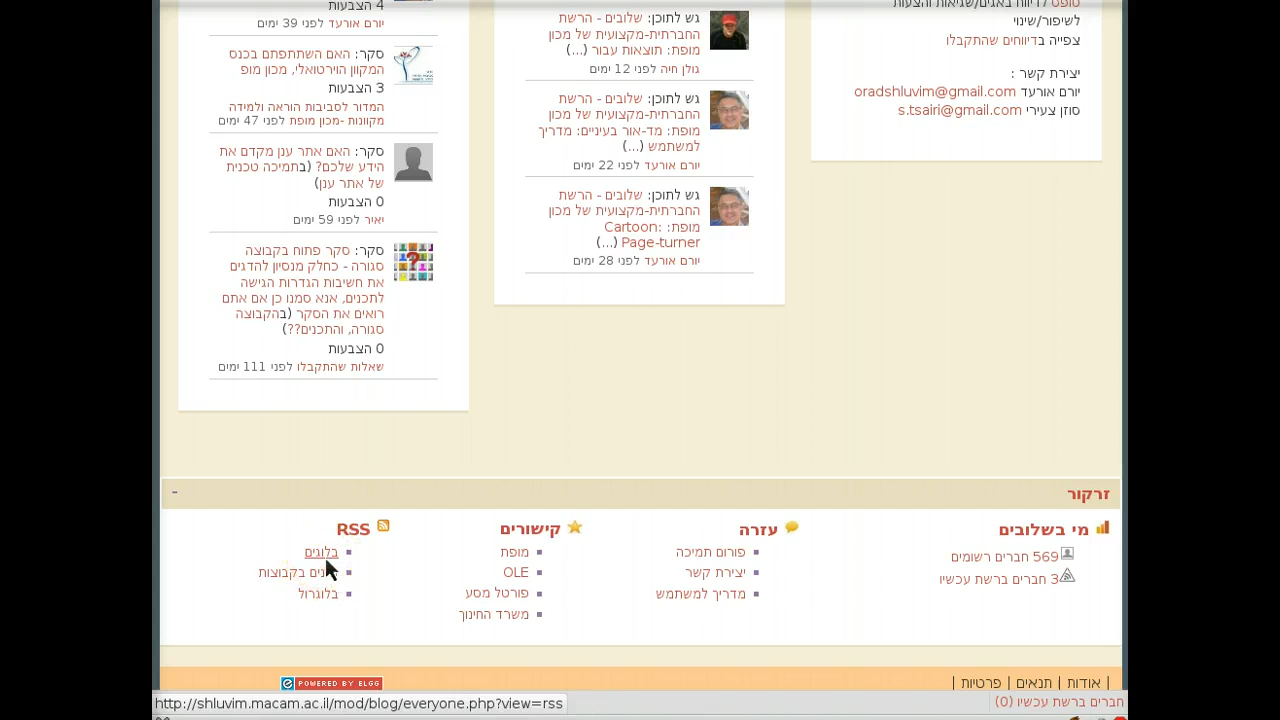 טופס לדיווח באגים/שגיאות והצעות
לשיפור/שינוי
צפייה בדיווחים שהתקבלו
יצירת קשר :
יורם אורעד oradshluvim@gmail.com
סוזן צעירי s.tsairi@gmail.com
גש לתוכן: שלובים - הרשת
החברתית-מקצועית של מכון
מופת: תוצאות עבור (...)
גולן חיה לפני 12 ימים
גש לתוכן: שלובים - הרשת
החברתית-מקצועית של מכון
מופת: מד-אור בעיניים: מדריך
למשתמש (...)
יורם אורעד לפני 22 ימים
גש לתוכן: שלובים - הרשת
החברתית-מקצועית של מכון
מופת: Cartoon:
Page-turner (...)
יורם אורעד לפני 28 ימים
4 הצבעות
יורם אורעד לפני 39 ימים
סקר: האם השתתפתם בכנס
המקוון הוירטואלי, מכון מופ
3 הצבעות
המדור לסביבות הוראה ולמידה
מקוונות -מכון מופת לפני 47 ימים
סקר: האם אתר ענן מקדם את
הידע שלכם? (בתמיכה טכנית
של אתר ענן)
0 הצבעות
יאיר לפני 59 ימים
סקר: סקר פתוח בקבוצה
סגורה - כחלק מנסיון להדגים
את חשיבות הגדרות הגישה
לתכנים, אנא סמנו כן אם אתם
רואים את הסקר (בהקבוצה
סגורה, והתכנים??)
0 הצבעות
שאלות שהתקבלו לפני 111 ימים
זרקור -
מי בשלובים
569 חברים רשומים
3 חברים ברשת עכשיו
עזרה
פורום תמיכה
יצירת קשר
מדריך למשתמש
קישורים
מופת
OLE
פורטל מסע
משרד החינוך
RSS
בלוגים
בקבוצות
בלוגרול
| אודות | תנאים | פרטיות |
POWERED BY ELGG
חברים ברשת עכשיו (0)
http://shluvim.macam.ac.il/mod/blog/everyone.php?view=rss